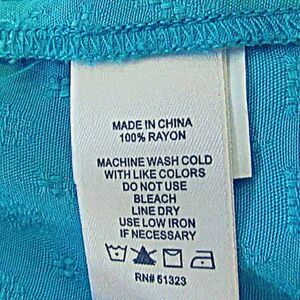 MADE IN CHINA
100% RAYON
MACHINE WASH COLD
WITH LIKE COLORS
DO NOT USE
BLEACH
LINE DRY
USE LOW IRON
IF NECESSARY
RN# 51323